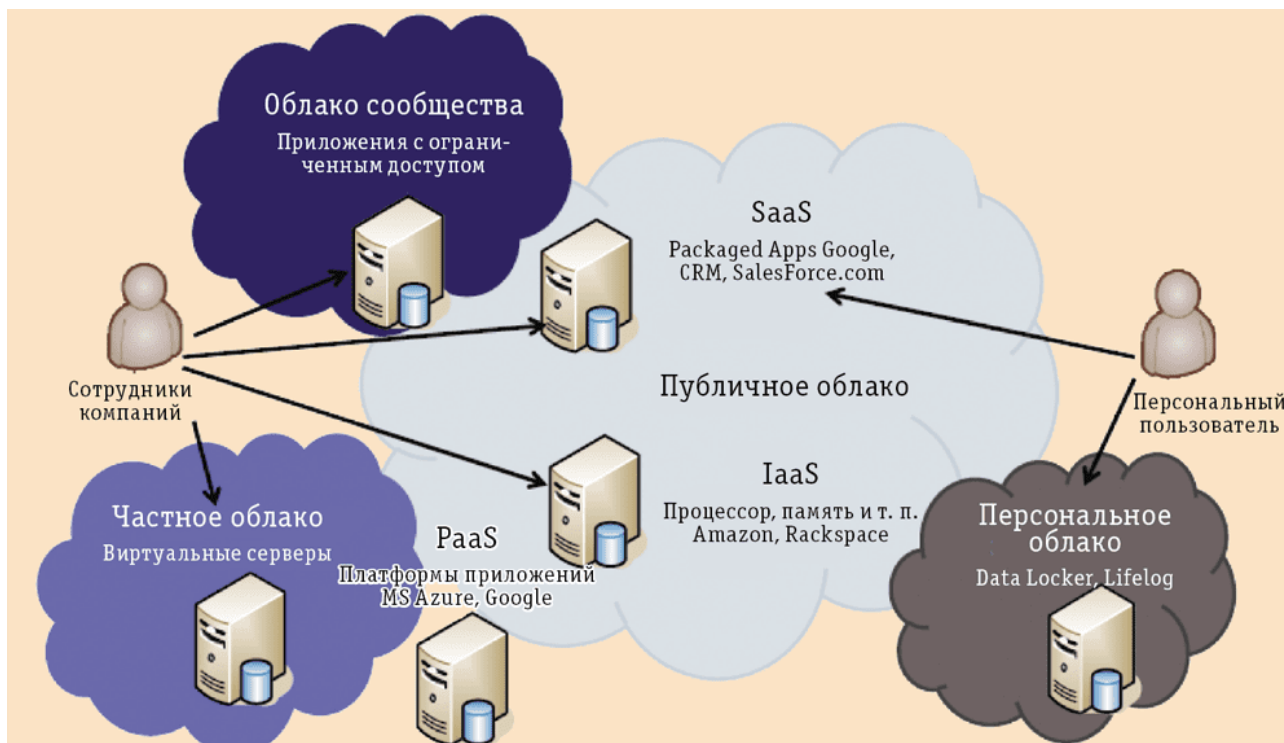 Облако сообщества
Приложения с ограни-
ченным доступом
SaaS
Packaged Apps Google,
CRM, SalesForce.com
Сотрудники
компаний
Публичное облако
Персональный
пользователь
Частное облако
Виртуальные серверы
PaaS
Платформы приложений
MS Azure, Google
IaaS
Процессор, память и т. п.
Amazon, Rackspace
Персональное
облако
Data Locker, Lifelog